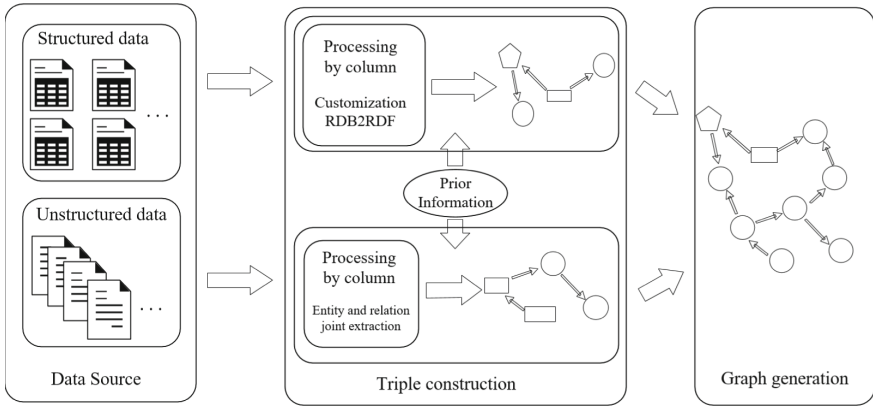 Structured data
. . .
Unstructured data
. . .
Data Source
Processing
by column
Customization
RDB2RDF
Prior
Information
Processing
by column
Entity and relation
joint extraction
Triple construction
Graph generation